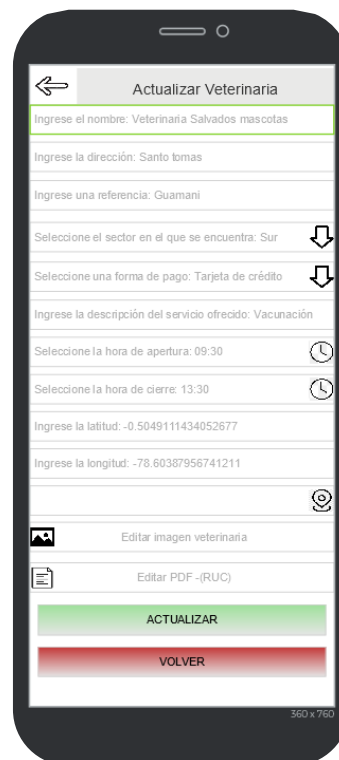 Actualizar Veterinaria
Ingrese el nombre: Veterinaria Salvados mascotas
Ingrese la dirección: Santo tomas
Ingrese una referencia: Guamani
Seleccione el sector en el que se encuentra: Sur
Seleccione una forma de pago: Tarjeta de crédito
Ingrese la descripción del servicio ofrecido: Vacunación
Seleccione la hora de apertura: 09:30
Seleccione la hora de cierre: 13:30
Ingrese la latitud: -0.5049111434052677
Ingrese la longitud: -78.60387956741211
Editar imagen veterinaria
Editar PDF -(RUC)
ACTUALIZAR
VOLVER
360 x 760